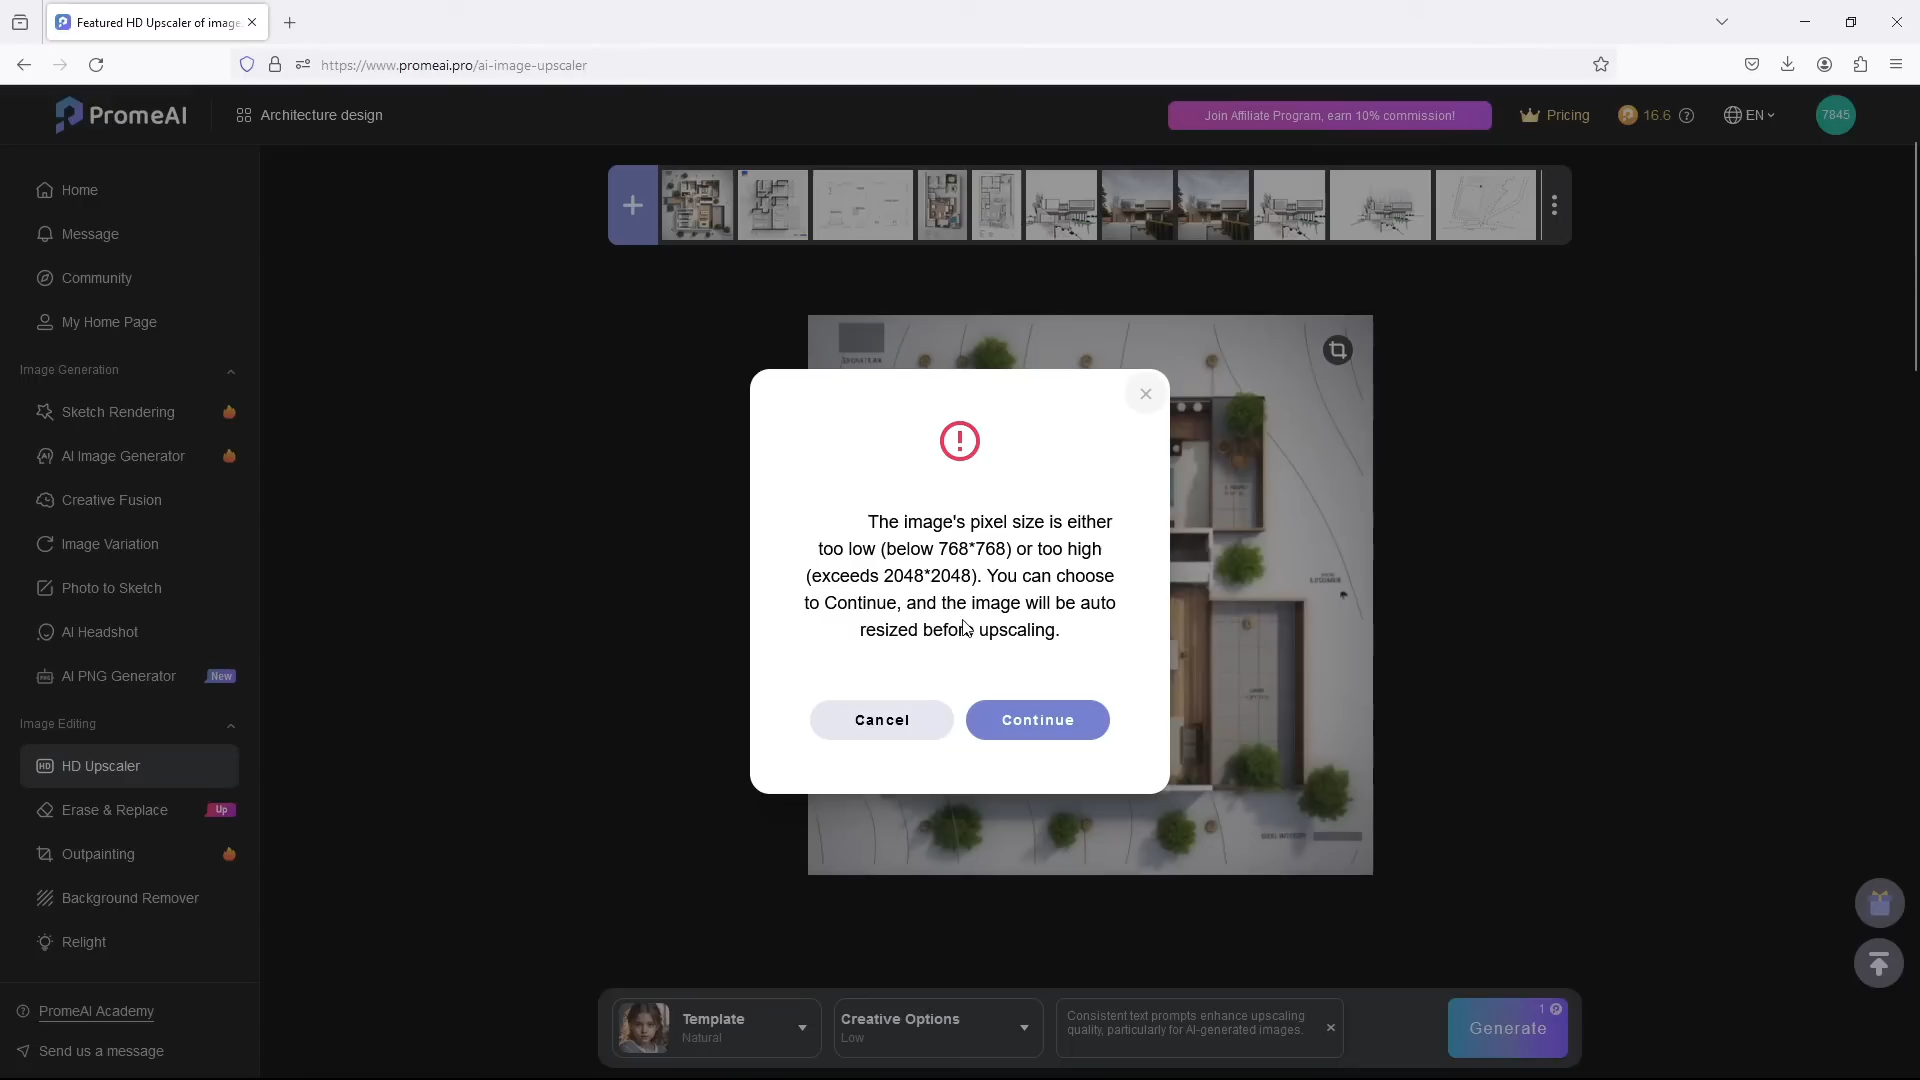 Featured HD Upscaler of image
https://www.promeai.pro/ai-image-upscaler
PromeAI
Architecture design
Join Affiliate Program, earn 10% commission!
Pricing
16.6
EN
7845
Home
Message
Community
My Home Page
Image Generation
Sketch Rendering
AI Image Generator
Creative Fusion
Image Variation
Photo to Sketch
AI Headshot
AI PNG Generator
New
Image Editing
HD HD Upscaler
Erase & Replace
Up
Outpainting
Background Remover
Relight
PromeAI Academy
Send us a message
The image's pixel size is either
too low (below 768*768) or too high
(exceeds 2048*2048). You can choose
to Continue, and the image will be auto
resized before upscaling.
Cancel
Continue
Template
Natural
Creative Options
Low
Consistent text prompts enhance upscaling
quality, particularly for AI-generated images.
1
Generate